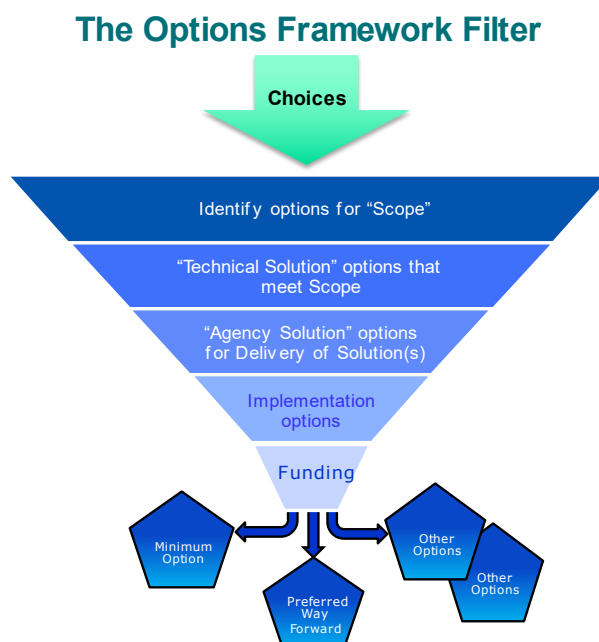 The Options Framework Filter
Choices
Identify options for “Scope”
“Technical Solution” options that
meet Scope
“Agency Solution” options
for Delivery of Solution(s)
Implementation
options
Funding
Minimum
Option
Preferred
Way
Forward
Other
Options
Other
Options